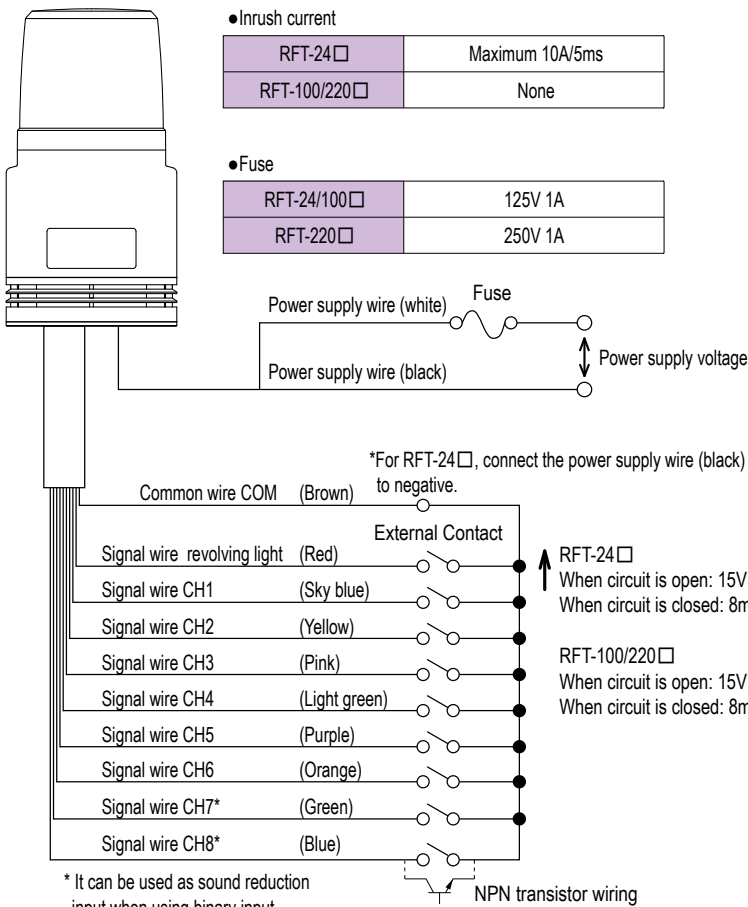 ●Inrush current
RFT-24□ Maximum 10A/5ms
RFT-100/220□ None
●Fuse
RFT-24/100□ 125V 1A
RFT-220□ 250V 1A
Power supply wire (white) Fuse
Power supply voltage
Power supply wire (black)
*For RFT-24□, connect the power supply wire (black)
to negative.
Common wire COM (Brown)
External Contact
Signal wire revolving light (Red)
Signal wire CH1 (Sky blue)
Signal wire CH2 (Yellow)
Signal wire CH3 (Pink)
Signal wire CH4 (Light green)
Signal wire CH5 (Purple)
Signal wire CH6 (Orange)
Signal wire CH7* (Green)
Signal wire CH8* (Blue)
RFT-24□
When circuit is open: 15V
When circuit is closed: 8m
RFT-100/220□
When circuit is open: 15V
When circuit is closed: 8m
* It can be used as sound reduction
input when using binary input
NPN transistor wiring